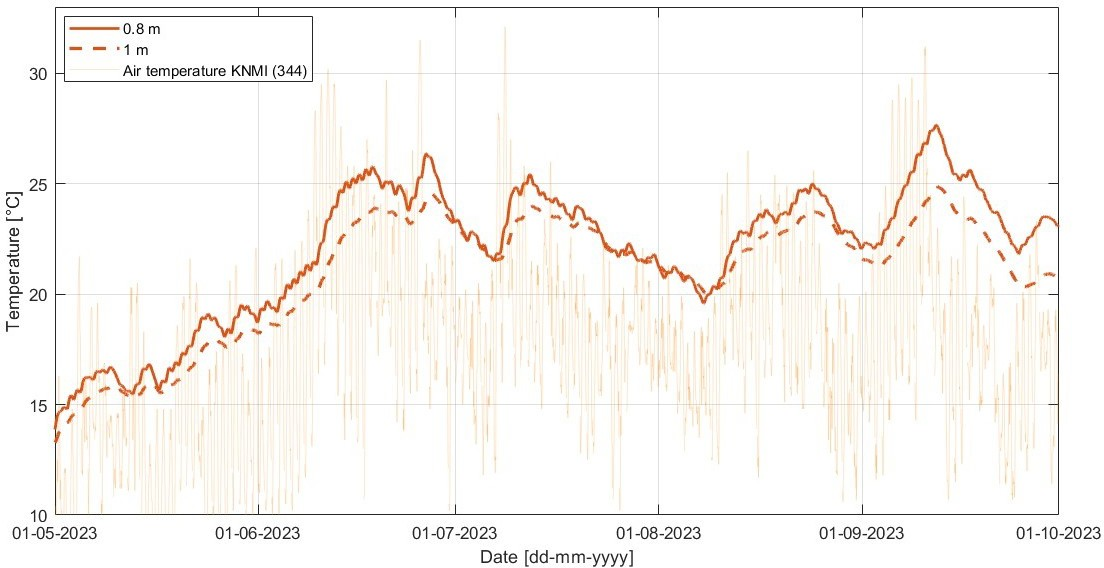 0.8 m
1 m
Air temperature KNMI (344)
Temperature [°C]
30
25
20
15
10
01-05-2023 01-06-2023 01-07-2023 01-08-2023 01-09-2023 01-10-2023
Date [dd-mm-yyyy]